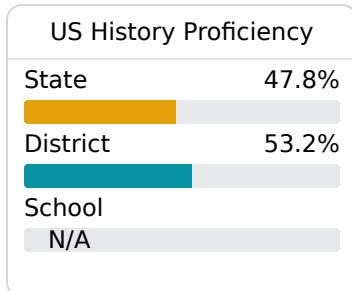 US History Proficiency
State 47.8%
District 53.2%
School
N/A